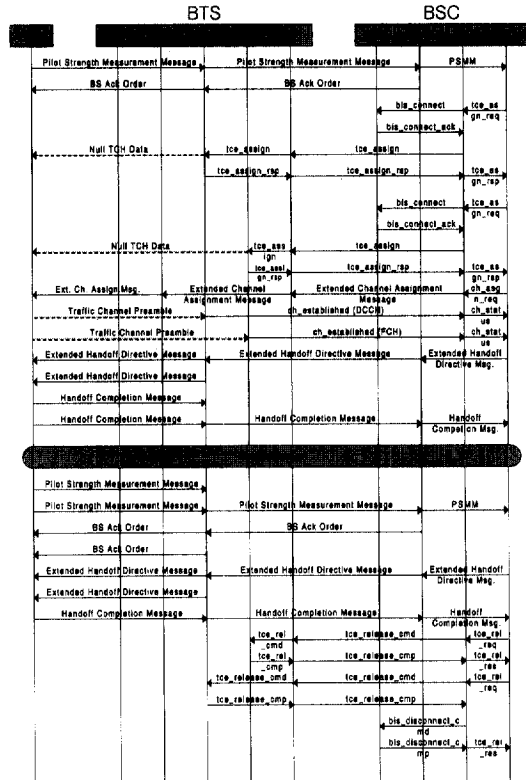 BTS
BSC
Pilot Strength Measurement Message
Pilot Strength Measurement Message
PSMM
BS Ack Order
BS Ack Order
bis_connect
tce_as
gn_req
bis_connect_ack
Null TCH Data
tce_assign
tce_assign
tce_assign_rsp
tce_assign_rsp
tce_as
gn_rsp
bis_connect
tce_as
gn_req
bis_connect_ack
Null TCH Data
tce_ass
ign
tce_assign
tce_assi
gn_rsp
tce_assign_rsp
tce_as
gn_rsp
Ext. Ch. Assign.Msg.
Extended Channel
Assignment Message
Extended Channel Assignment
Message
ch_asg
n_req
Traffic Channel Preamble
ch_established (DCCH)
ch_stat
us
Traffic Channel Preamble
ch_established (FCH)
ch_stat
us
Extended Handoff Directive Message
Extended Handoff Directive Message
Extended Handoff
Directive Msg.
Extended Handoff Directive Message
Handoff Completion Message
Handoff Completion Message
Handoff Completion Message
Handoff
Completion Msg.
Pilot Strength Measurement Message
Pilot Strength Measurement Message
Pilot Strength Measurement Message
PSMM
BS Ack Order
BS Ack Order
BS Ack Order
Extended Handoff Directive Message
Extended Handoff Directive Message
Extended Handoff
Directive Msg.
Extended Handoff Directive Message
Handoff Completion Message
Handoff Completion Message
Handoff
Completion Msg.
tce_rel
_cmd
tce_release_cmd
tce_rel
_req
tce_rel
_cmp
tce_release_cmp
tce_rel
_res
tce_release_cmd
tce_release_cmd
tce_rel
_req
tce_release_cmp
tce_release_cmp
bis_disconnect_c
md
bis_disconnect_c
mp
tce_rel
_res